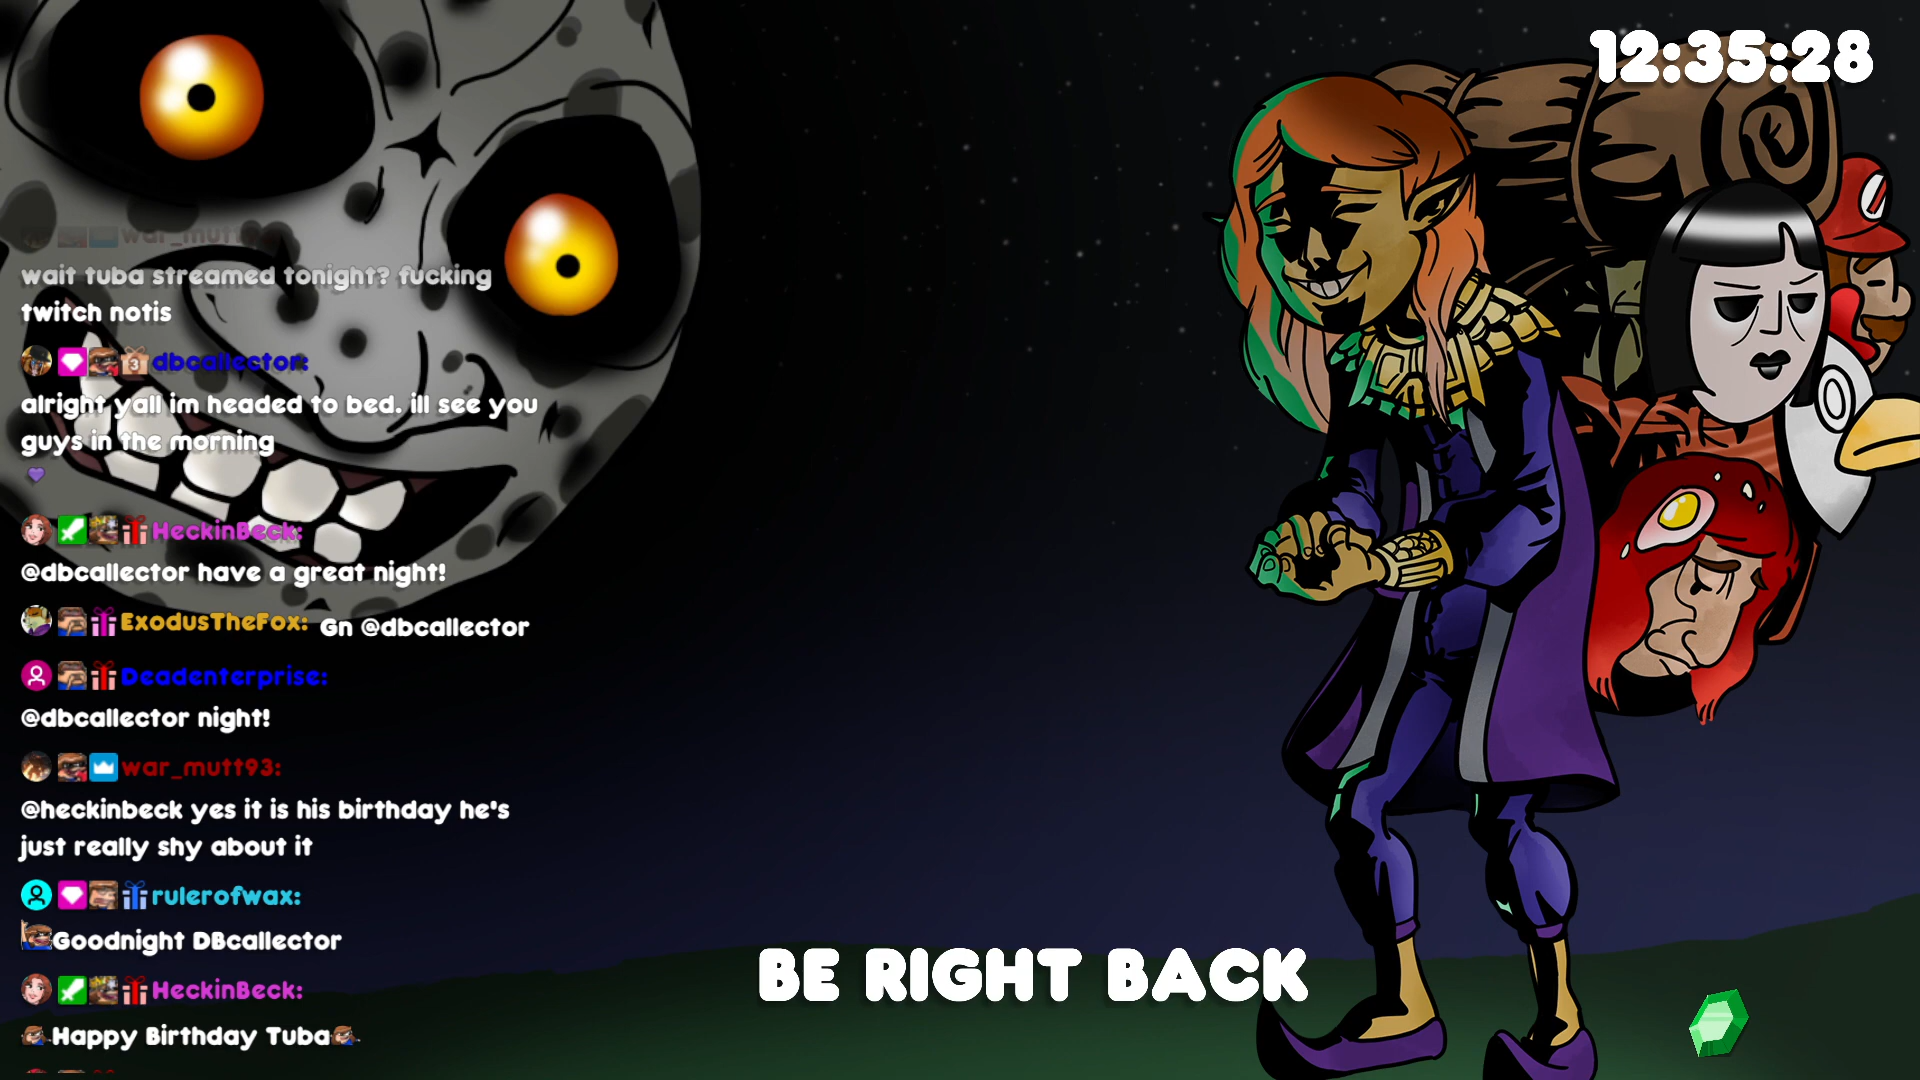 12:35:28
war_mutt93:
wait tuba streamed tonight? fucking
twitch notis
3 dbcallector:
alright yall im headed to bed. ill see you
guys in the morning
HeckinBeck:
@dbcallector have a great night!
ExodusTheFox: Gn @dbcallector
Deadenterprise:
@dbcallector night!
war_mutt93:
@heckinbeck yes it is his birthday he's
just really shy about it
rulerofwax:
Goodnight DBcallector
HeckinBeck:
Happy Birthday Tuba
BE RIGHT BACK